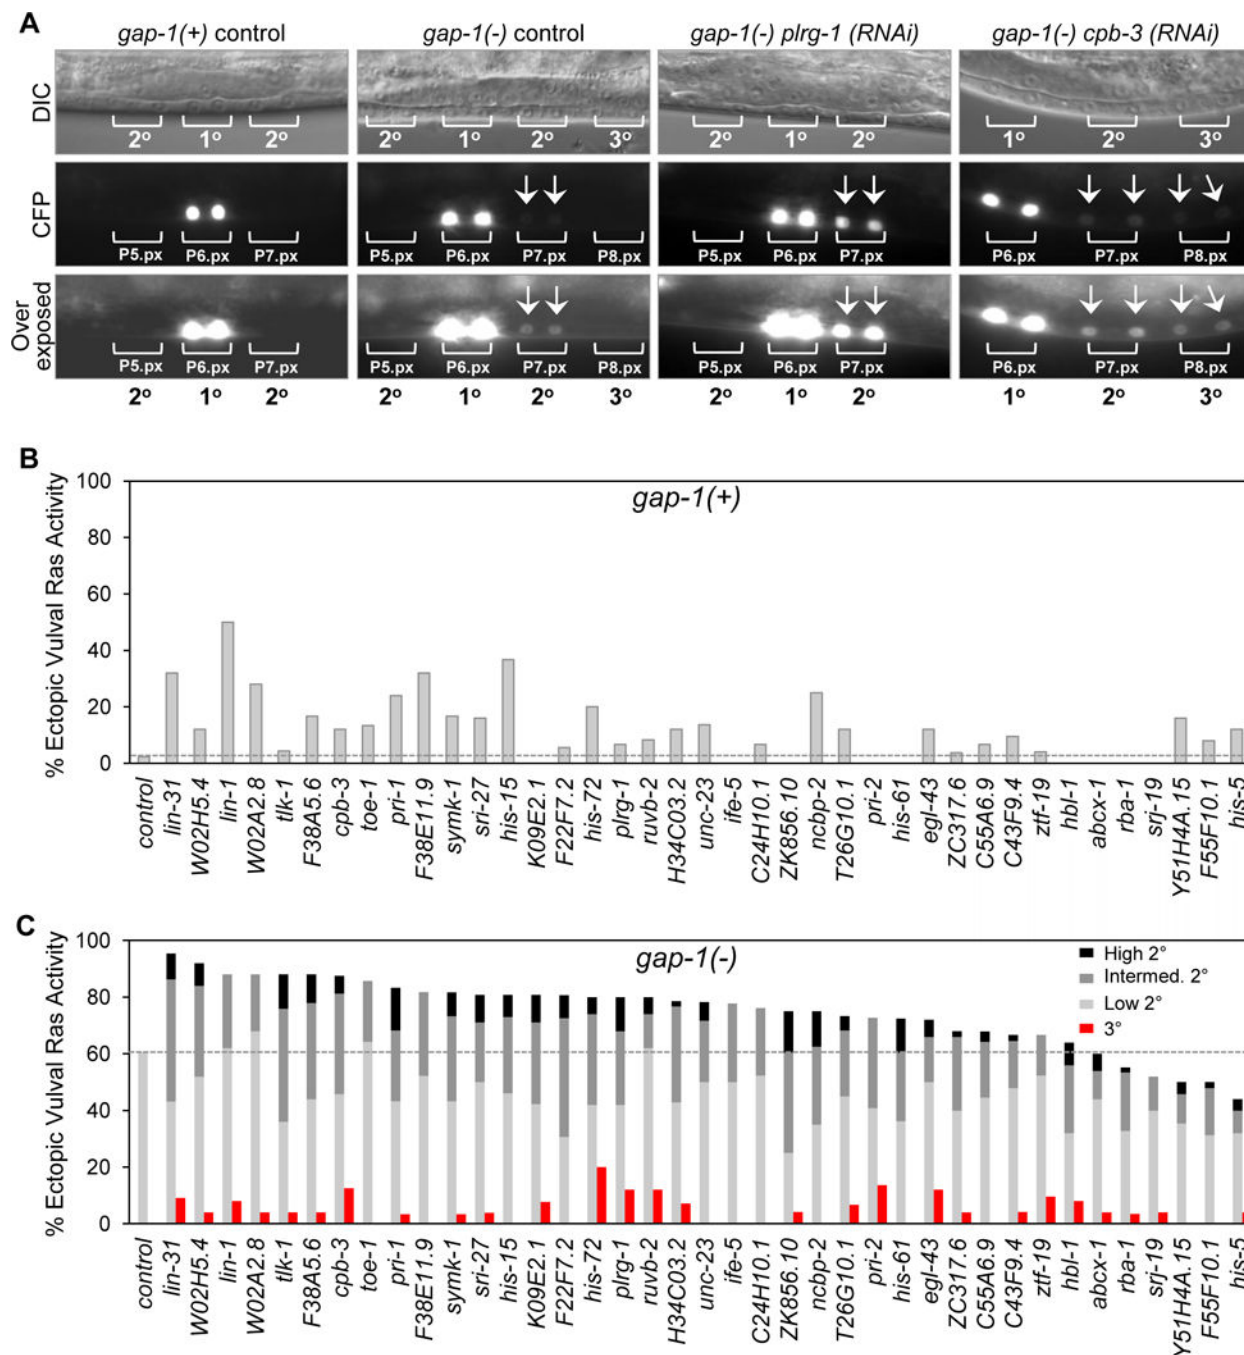 A
gap-1(+) control gap-1(-) control gap-1(-) plrg-1 (RNAi) gap-1(-) cpb-3 (RNAi)
DIC
2° 1° 2° 2° 1° 2° 3° 2° 1° 2° 1° 2° 3°
CFP
P5.px P6.px P7.px P5.px P6.px P7.px P8.px P5.px P6.px P7.px P6.px P7.px P8.px
Over
exposed
P5.px P6.px P7.px P5.px P6.px P7.px P8.px P5.px P6.px P7.px P6.px P7.px P8.px
2° 1° 2° 2° 1° 2° 3° 2° 1° 2° 1° 2° 3°
B
% Ectopic Vulval Ras Activity
100
80
60
40
20
0
gap-1(+)
control
lin-31
W02H5.4
lin-1
W02A2.8
tlk-1
F38A5.6
cpb-3
toe-1
pri-1
F38E11.9
symk-1
sri-27
his-15
K09E2.1
F22F7.2
his-72
plrg-1
ruvb-2
H34C03.2
unc-23
ife-5
C24H10.1
ZK856.10
ncbp-2
T26G10.1
pri-2
his-61
egl-43
ZC317.6
C55A6.9
C43F9.4
ztf-19
hbl-1
abcx-1
rba-1
srj-19
Y51H4A.15
F55F10.1
his-5
C
% Ectopic Vulval Ras Activity
100
80
60
40
20
0
gap-1(-)
High 2°
Intermed. 2°
Low 2°
3°
control
lin-31
W02H5.4
lin-1
W02A2.8
tlk-1
F38A5.6
cpb-3
toe-1
pri-1
F38E11.9
symk-1
sri-27
his-15
K09E2.1
F22F7.2
his-72
plrg-1
ruvb-2
H34C03.2
unc-23
ife-5
C24H10.1
ZK856.10
ncbp-2
T26G10.1
pri-2
his-61
egl-43
ZC317.6
C55A6.9
C43F9.4
ztf-19
hbl-1
abcx-1
rba-1
srj-19
Y51H4A.15
F55F10.1
his-5